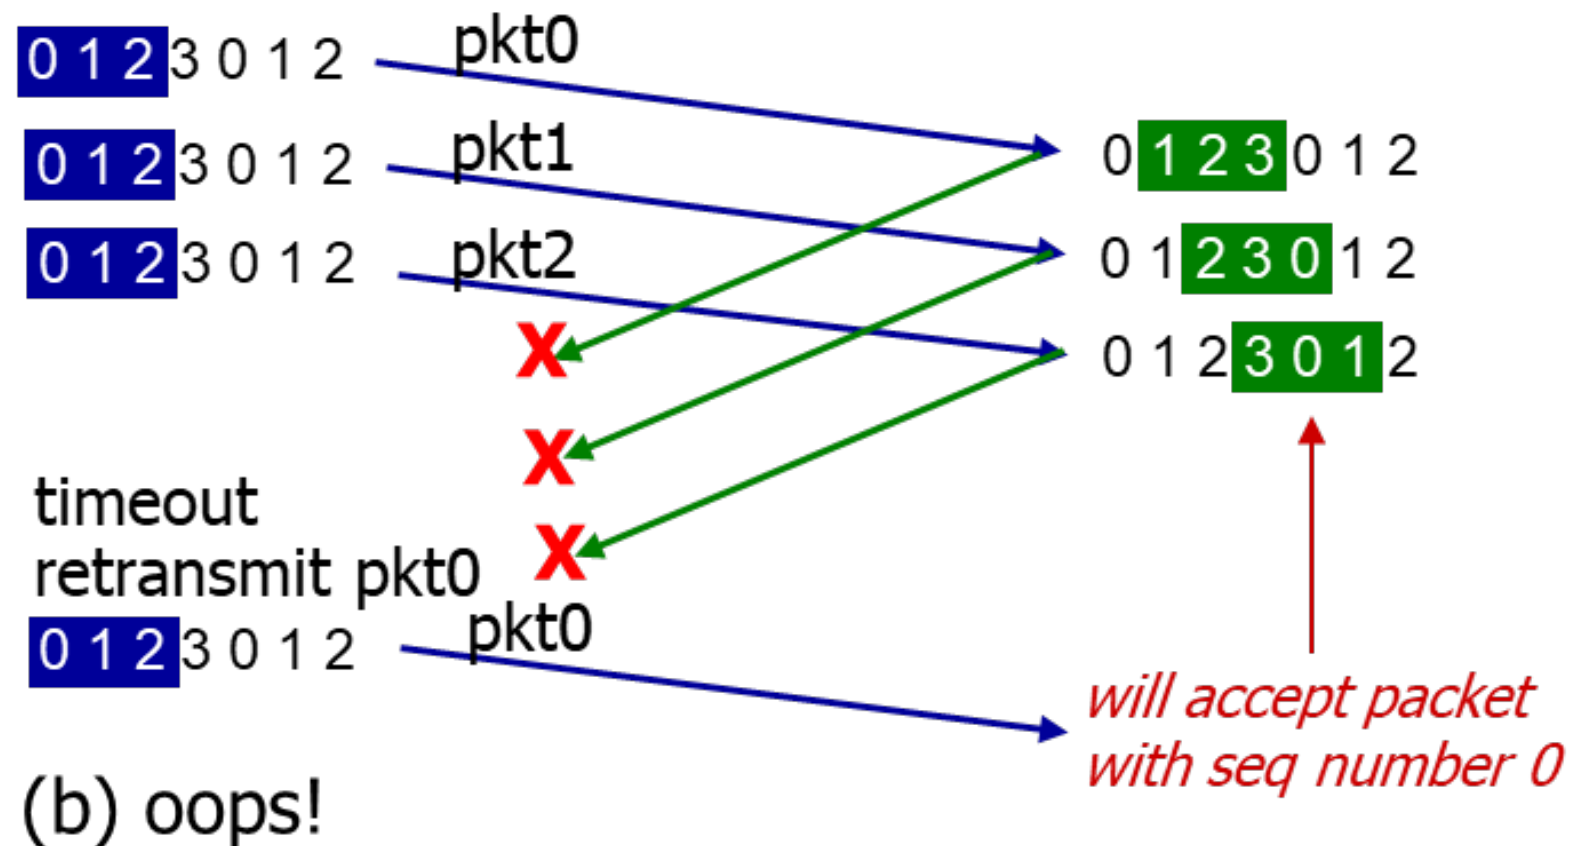 0 1 2 3 0 1 2 pkt0
0 1 2 3 0 1 2
0 1 2 3 0 1 2 pkt1
0 1 2 3 0 1 2
0 1 2 3 0 1 2 pkt2
0 1 2 3 0 1 2
X
X
timeout
X
retransmit pkt0
0 1 2 3 0 1 2 pkt0
will accept packet
with seq number 0
(b) oops!